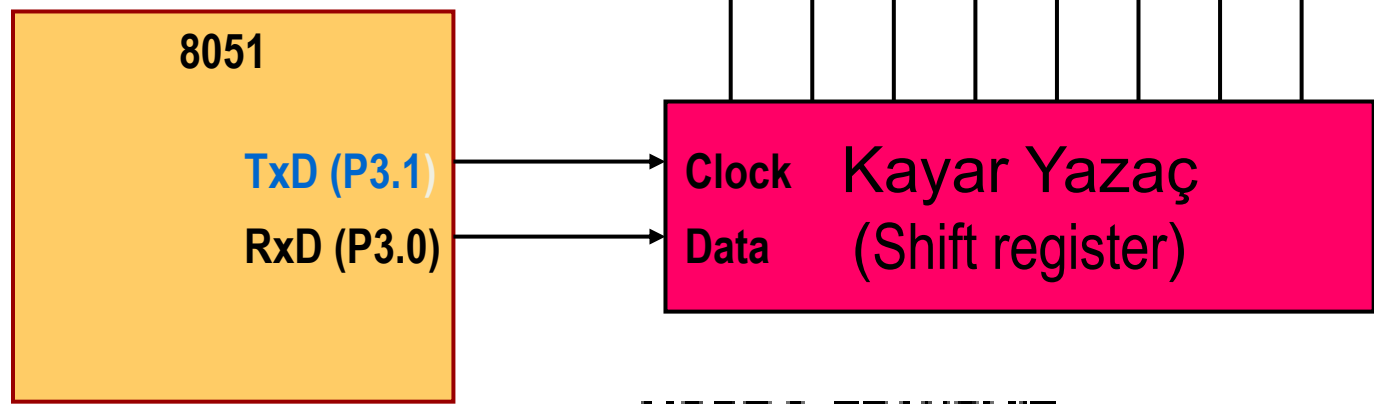 8051
TxD (P3.1)
RxD (P3.0)
Clock
Data
Kayar Yazaç
(Shift register)